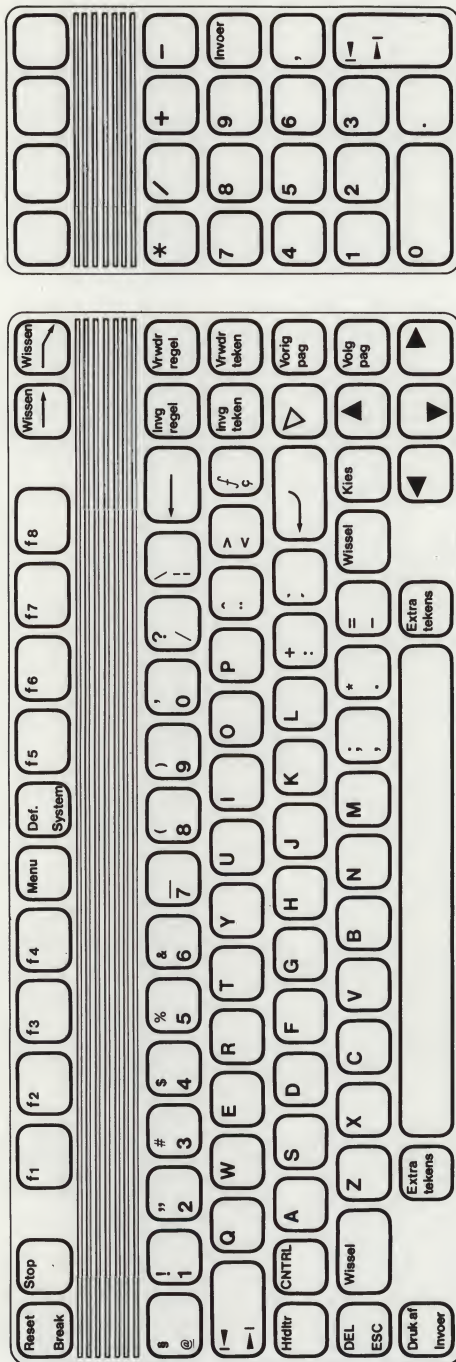 Reset Break Stop f1 f2 f3 f4 Menu Def. System f5 f6 f7 f8 Wissen Wissen
§ @ ! 1 " 2 # 3 $ 4 % 5 & 6 _ 7 ( 8 ) 9 ' 0 ? / \ ¦ Invg regel Vrwdr regel
Q W E R T Y U I O P ^ ¨ > < ƒ ç Invg teken Vrwdr teken
Hfdltr CNTRL A S D F G H J K L + : Vorig pag
DEL ESC Wissel Z X C V B N M ; , * . = - Wissel Kies Volg pag
Druk af Invoer Extra tekens Extra tekens
* / + -
7 8 9 Invoer
4 5 6 ,
1 2 3
0 .